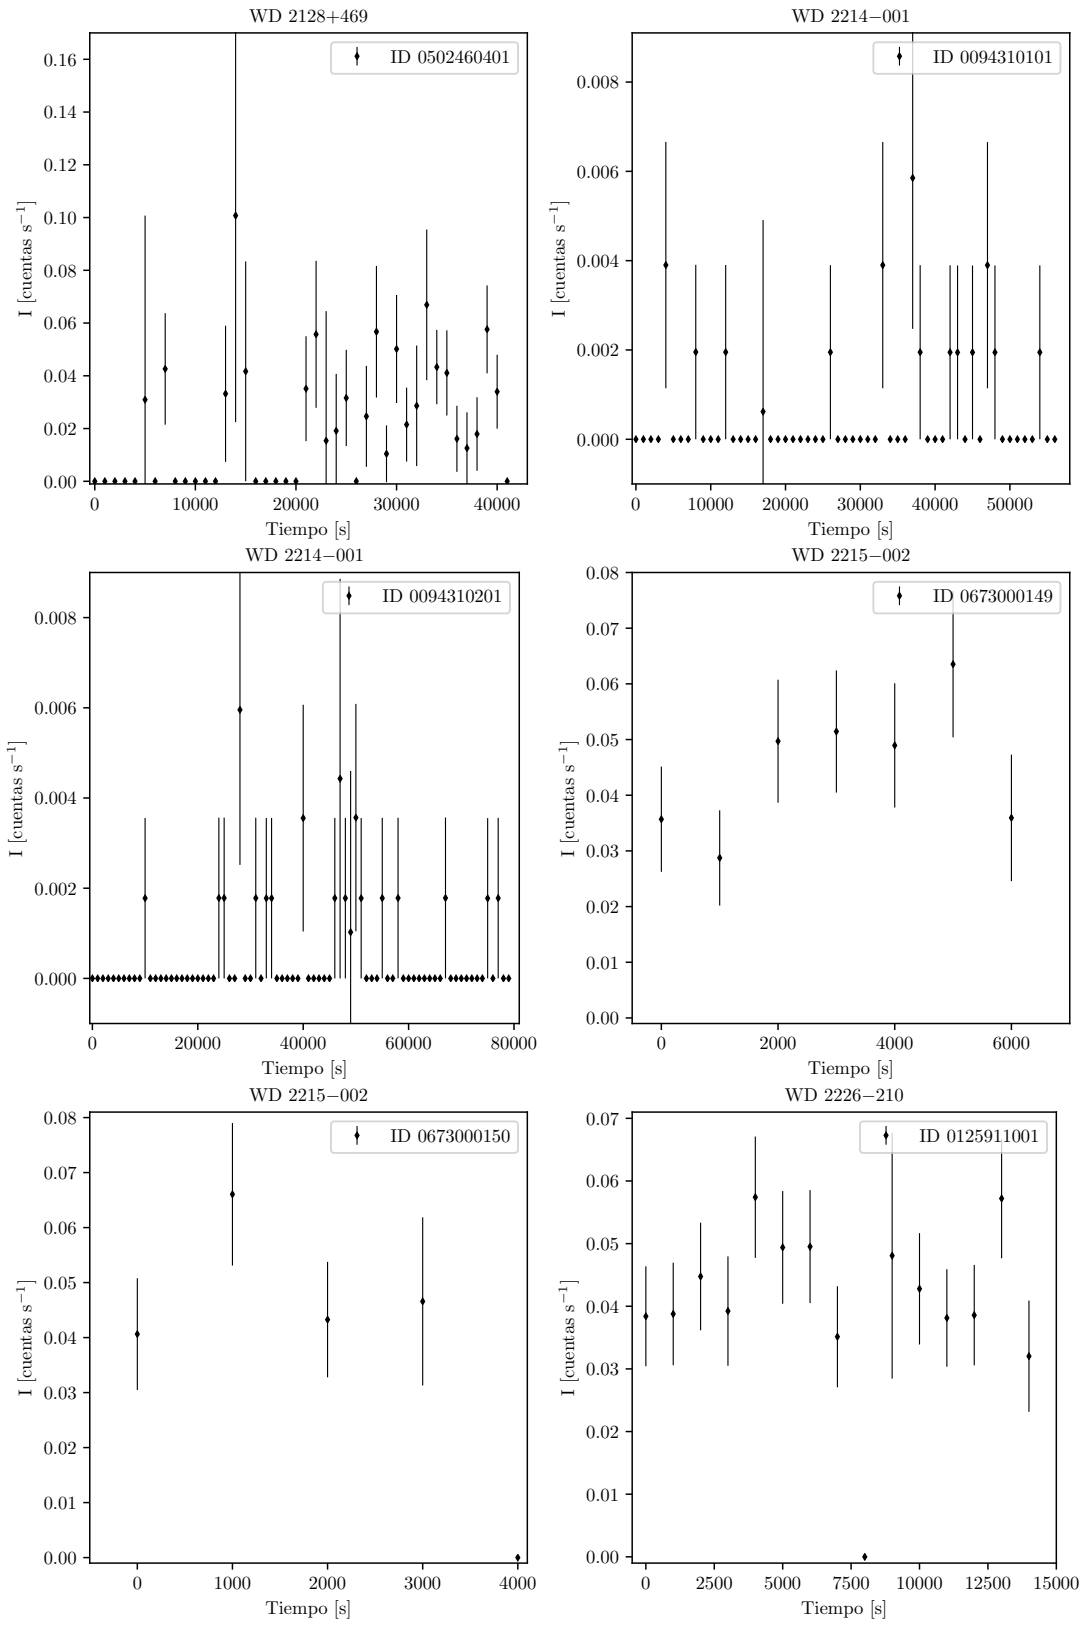 WD 2128+469
ID 0502460401
I [cuentas s⁻¹]
0.16
0.14
0.12
0.10
0.08
0.06
0.04
0.02
0.00
0 10000 20000 30000 40000
Tiempo [s]
WD 2214−001
ID 0094310101
I [cuentas s⁻¹]
0.008
0.006
0.004
0.002
0.000
0 10000 20000 30000 40000 50000
Tiempo [s]
WD 2214−001
ID 0094310201
I [cuentas s⁻¹]
0.008
0.006
0.004
0.002
0.000
0 20000 40000 60000 80000
Tiempo [s]
WD 2215−002
ID 0673000149
I [cuentas s⁻¹]
0.08
0.07
0.06
0.05
0.04
0.03
0.02
0.01
0.00
0 2000 4000 6000
Tiempo [s]
WD 2215−002
ID 0673000150
I [cuentas s⁻¹]
0.08
0.07
0.06
0.05
0.04
0.03
0.02
0.01
0.00
0 1000 2000 3000 4000
Tiempo [s]
WD 2226−210
ID 0125911001
I [cuentas s⁻¹]
0.07
0.06
0.05
0.04
0.03
0.02
0.01
0.00
0 2500 5000 7500 10000 12500 15000
Tiempo [s]